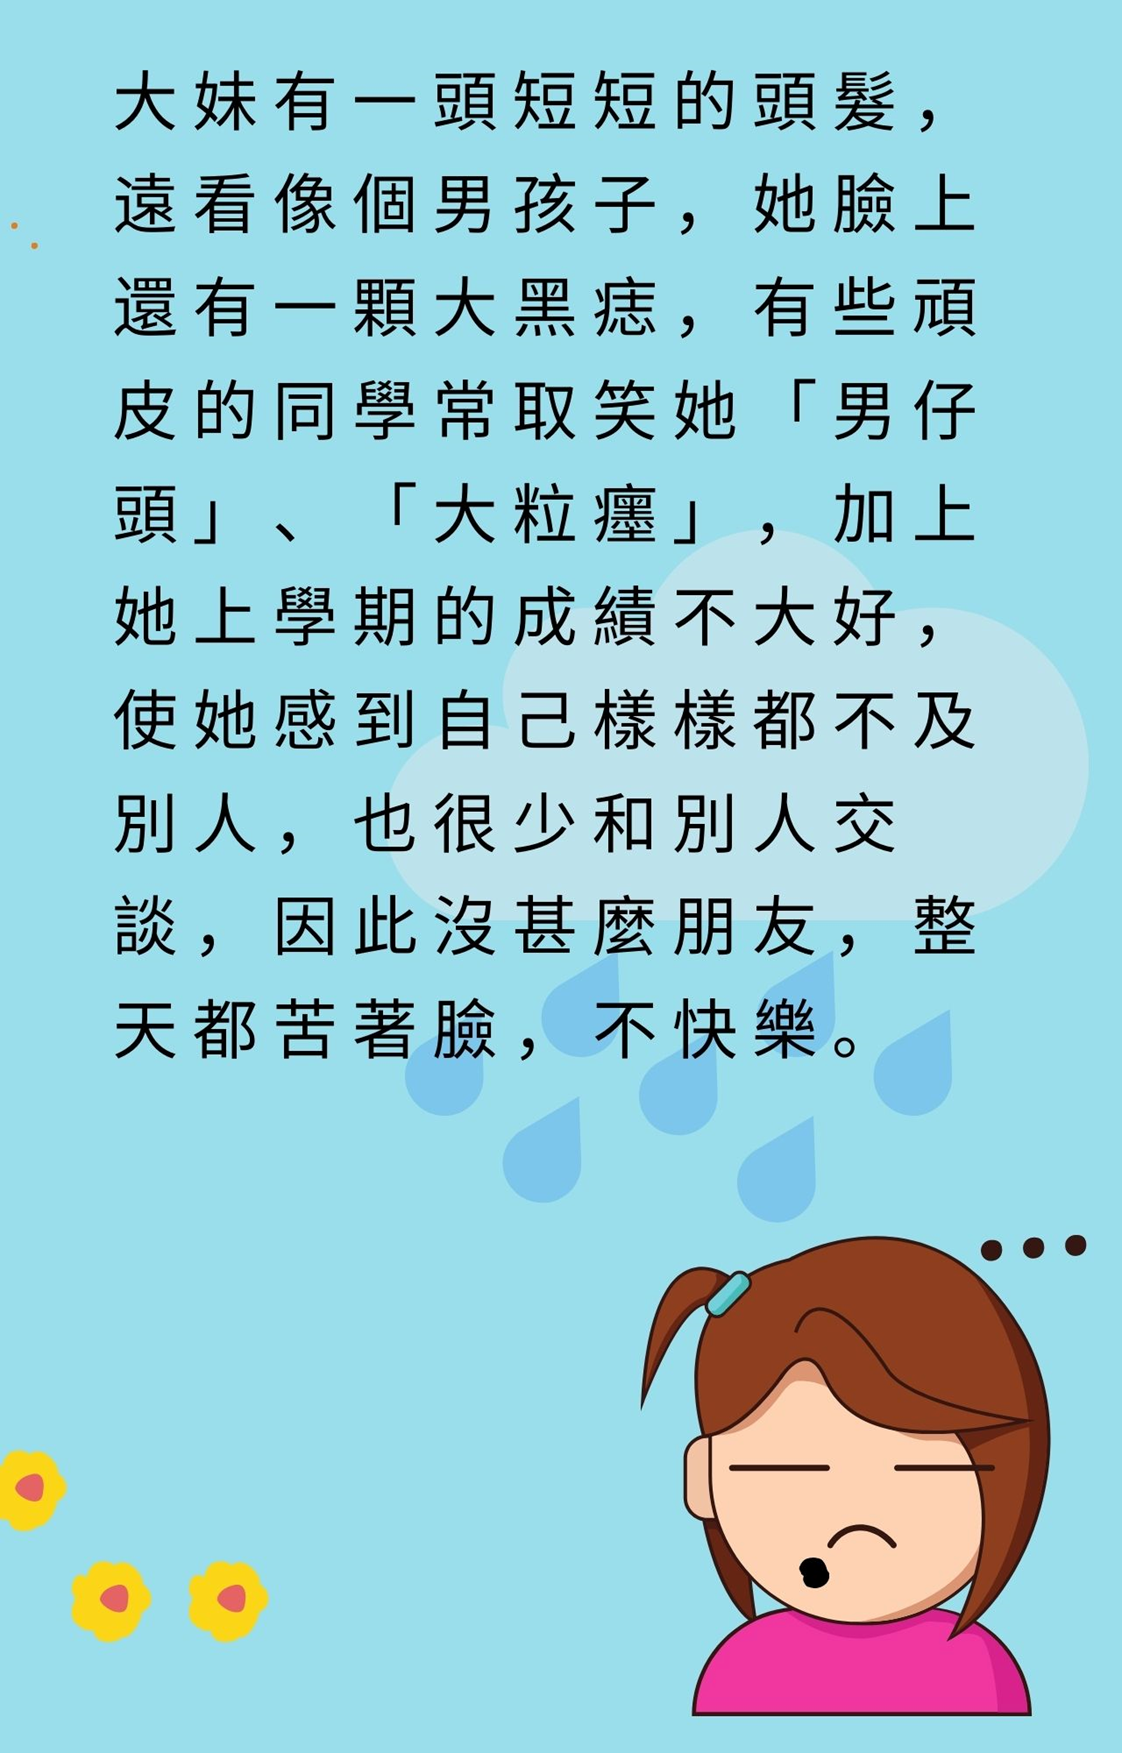 大妹有一頭短短的頭髮，
遠看像個男孩子，她臉上
還有一顆大黑痣，有些頑
皮的同學常取笑她「男仔
頭」、「大粒癦」，加上
她上學期的成績不大好，
使她感到自己樣樣都不及
別人，也很少和別人交
談，因此沒甚麼朋友，整
天都苦著臉，不快樂。